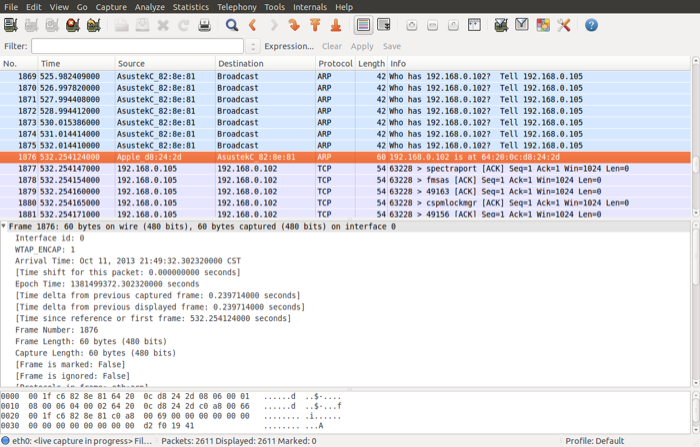 File Edit View Go Capture Analyze Statistics Telephony Tools Internals Help
Filter: Expression... Clear Apply Save
No. Time Source Destination Protocol Length Info
1869 525.982409000 AsustekC_82:8e:81 Broadcast ARP 42 Who has 192.168.0.102? Tell 192.168.0.105
1870 526.997820000 AsustekC_82:8e:81 Broadcast ARP 42 Who has 192.168.0.102? Tell 192.168.0.105
1871 527.994408000 AsustekC_82:8e:81 Broadcast ARP 42 Who has 192.168.0.102? Tell 192.168.0.105
1872 528.994412000 AsustekC_82:8e:81 Broadcast ARP 42 Who has 192.168.0.102? Tell 192.168.0.105
1873 530.015386000 AsustekC_82:8e:81 Broadcast ARP 42 Who has 192.168.0.102? Tell 192.168.0.105
1874 531.014414000 AsustekC_82:8e:81 Broadcast ARP 42 Who has 192.168.0.102? Tell 192.168.0.105
1875 532.014410000 AsustekC_82:8e:81 Broadcast ARP 42 Who has 192.168.0.102? Tell 192.168.0.105
1876 532.254124000 Apple_d8:24:2d AsustekC_82:8e:81 ARP 60 192.168.0.102 is at 64:20:0c:d8:24:2d
1877 532.254147000 192.168.0.105 192.168.0.102 TCP 54 63228 > spectraport [ACK] Seq=1 Ack=1 Win=1024 Len=0
1878 532.254154000 192.168.0.105 192.168.0.102 TCP 54 63228 > fmsas [ACK] Seq=1 Ack=1 Win=1024 Len=0
1879 532.254160000 192.168.0.105 192.168.0.102 TCP 54 63228 > 49163 [ACK] Seq=1 Ack=1 Win=1024 Len=0
1880 532.254165000 192.168.0.105 192.168.0.102 TCP 54 63228 > cspmlockmgr [ACK] Seq=1 Ack=1 Win=1024 Len=0
1881 532.254171000 192.168.0.105 192.168.0.102 TCP 54 63228 > 49156 [ACK] Seq=1 Ack=1 Win=1024 Len=0
Frame 1876: 60 bytes on wire (480 bits), 60 bytes captured (480 bits) on interface 0
Interface id: 0
WTAP_ENCAP: 1
Arrival Time: Oct 11, 2013 21:49:32.302320000 CST
[Time shift for this packet: 0.000000000 seconds]
Epoch Time: 1381499372.302320000 seconds
[Time delta from previous captured frame: 0.239714000 seconds]
[Time delta from previous displayed frame: 0.239714000 seconds]
[Time since reference or first frame: 532.254124000 seconds]
Frame Number: 1876
Frame Length: 60 bytes (480 bits)
Capture Length: 60 bytes (480 bits)
[Frame is marked: False]
[Frame is ignored: False]
[Protocols in frame: eth:arp]
0000 00 1f c6 82 8e 81 64 20 0c d8 24 2d 08 06 00 01 ......d ..$-....
0010 08 00 06 04 00 02 64 20 0c d8 24 2d c0 a8 00 66 ......d ..$-...f
0020 00 1f c6 82 8e 81 c0 a8 00 69 00 00 00 00 00 00 ........ .i......
0030 00 00 00 00 00 00 00 00 d2 f0 19 41 ........ ...A
eth0: <live capture in progress> Fil... Packets: 2611 Displayed: 2611 Marked: 0 Profile: Default